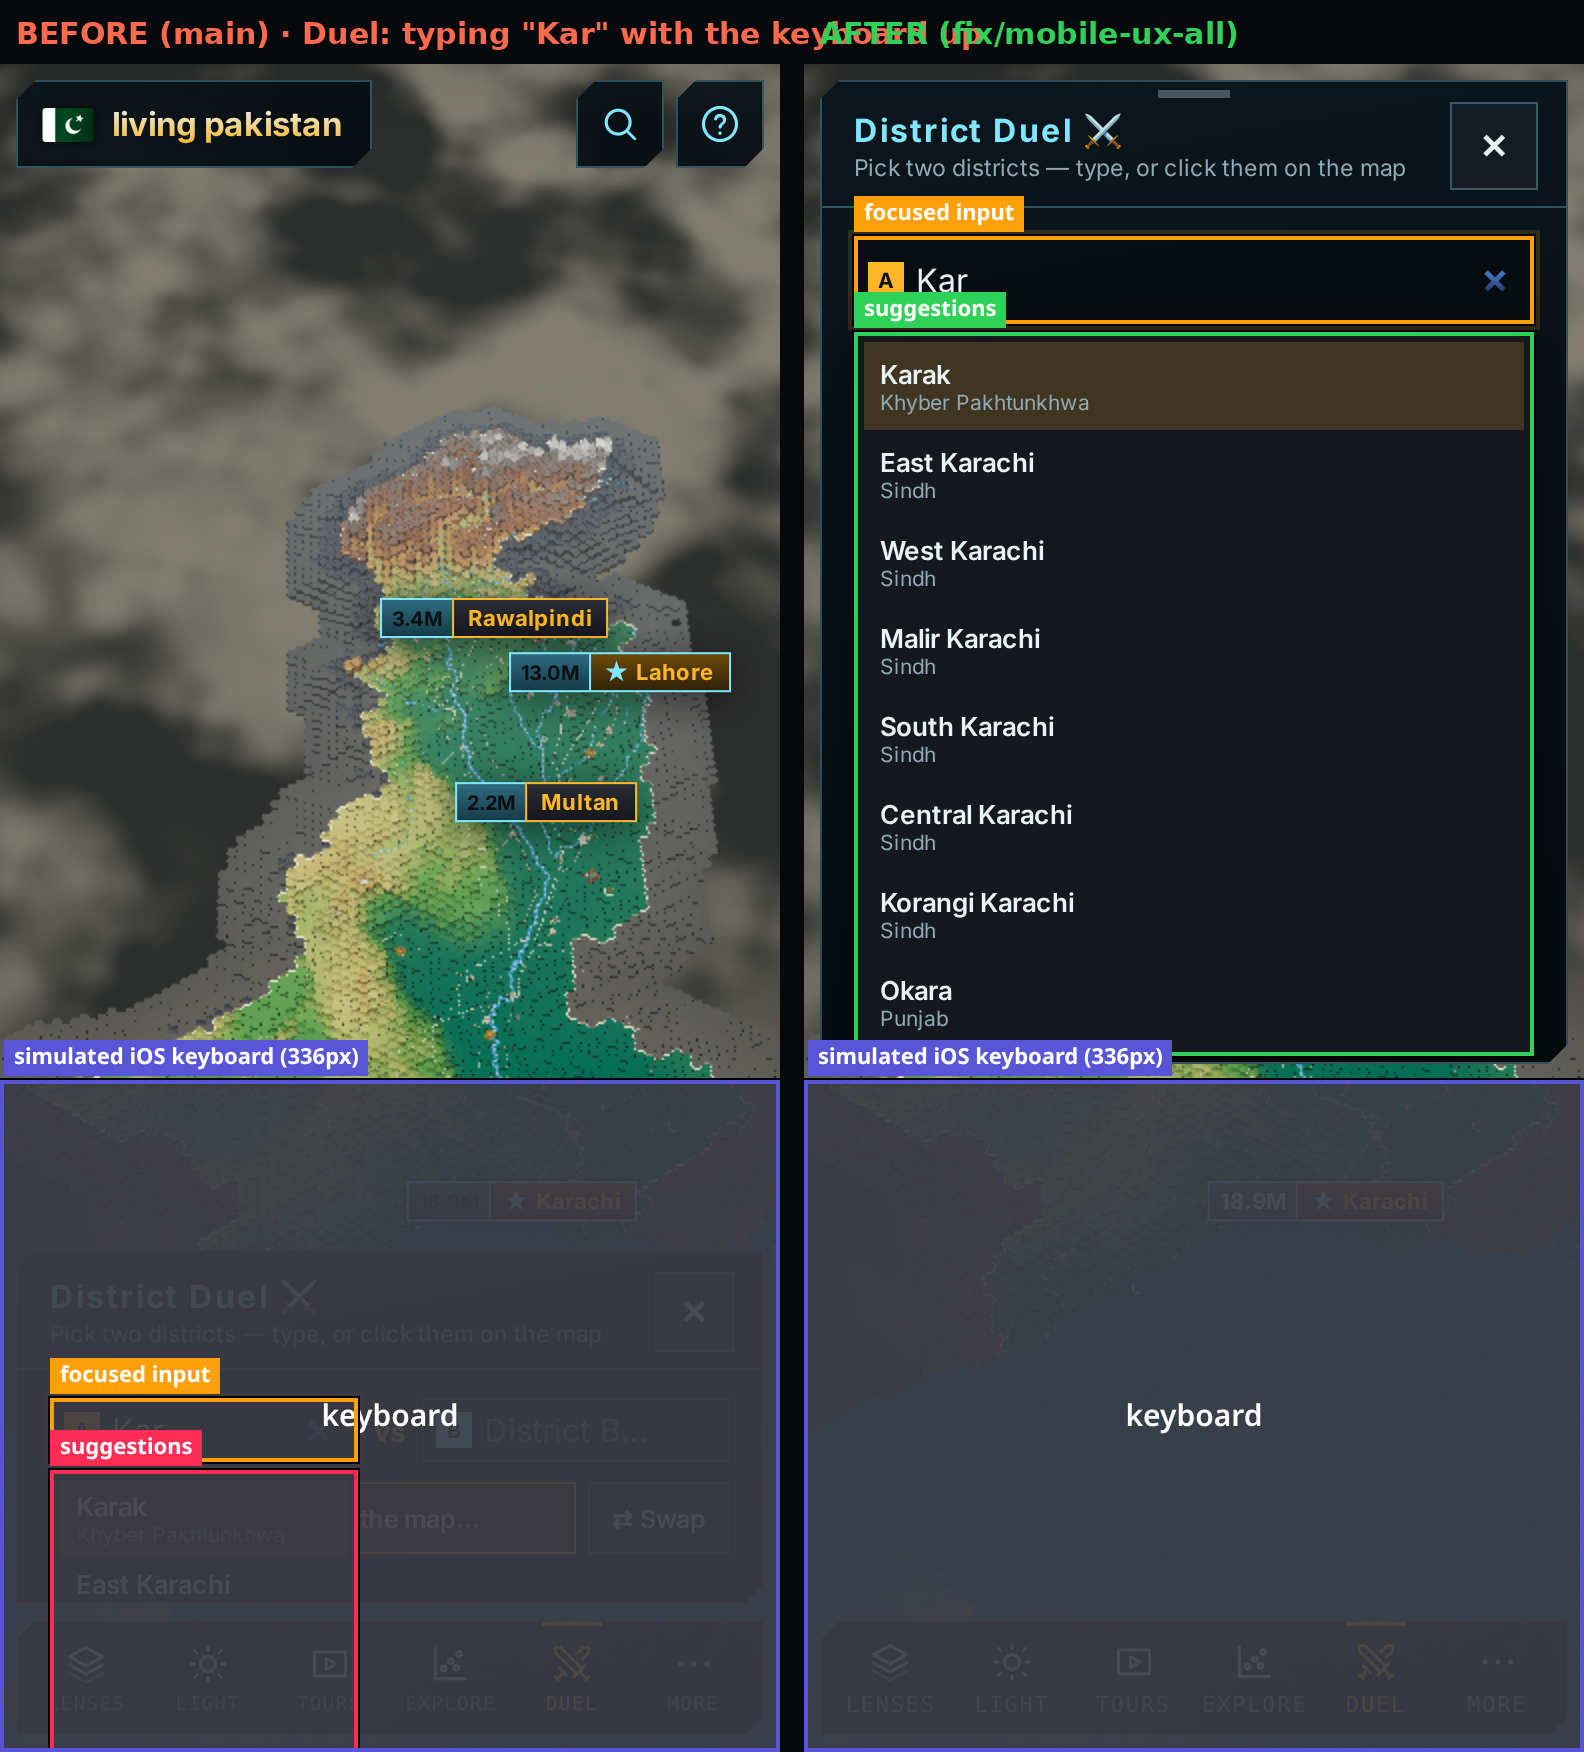 BEFORE (main) · Duel: typing "Kar" with the keyboard up
AFTER (fix/mobile-ux-all)
living pakistan
3.4M Rawalpindi
13.0M ★ Lahore
2.2M Multan
simulated iOS keyboard (336px)
18.9M ★ Karachi
District Duel ⚔
Pick two districts — type, or click them on the map
×
focused input
A Kar ×
vs
B District B...
keyboard
suggestions
Karak
Khyber Pakhtunkhwa
East Karachi
the map...
⇄ Swap
LENSES
LIGHT
TOURS
EXPLORE
DUEL
MORE
District Duel ⚔
×
Pick two districts — type, or click them on the map
focused input
A Kar ×
suggestions
Karak
Khyber Pakhtunkhwa
East Karachi
Sindh
West Karachi
Sindh
Malir Karachi
Sindh
South Karachi
Sindh
Central Karachi
Sindh
Korangi Karachi
Sindh
Okara
Punjab
simulated iOS keyboard (336px)
18.9M ★ Karachi
keyboard
LENSES
LIGHT
TOURS
EXPLORE
DUEL
MORE